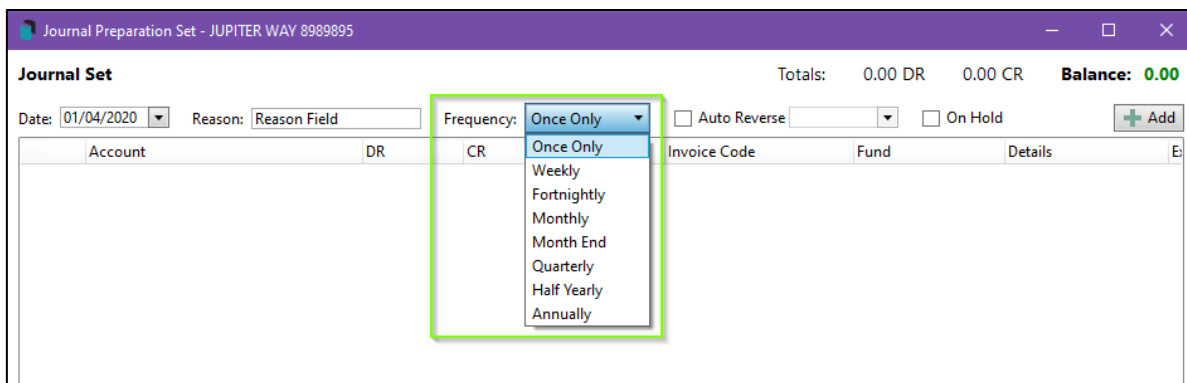 Journal Preparation Set - JUPITER WAY 8989895
Journal Set Totals: 0.00 DR 0.00 CR Balance: 0.00
Date: 01/04/2020 Reason: Reason Field Frequency: Once Only Auto Reverse On Hold Add
Account DR CR Invoice Code Fund Details
Once Only
Weekly
Fortnightly
Monthly
Month End
Quarterly
Half Yearly
Annually